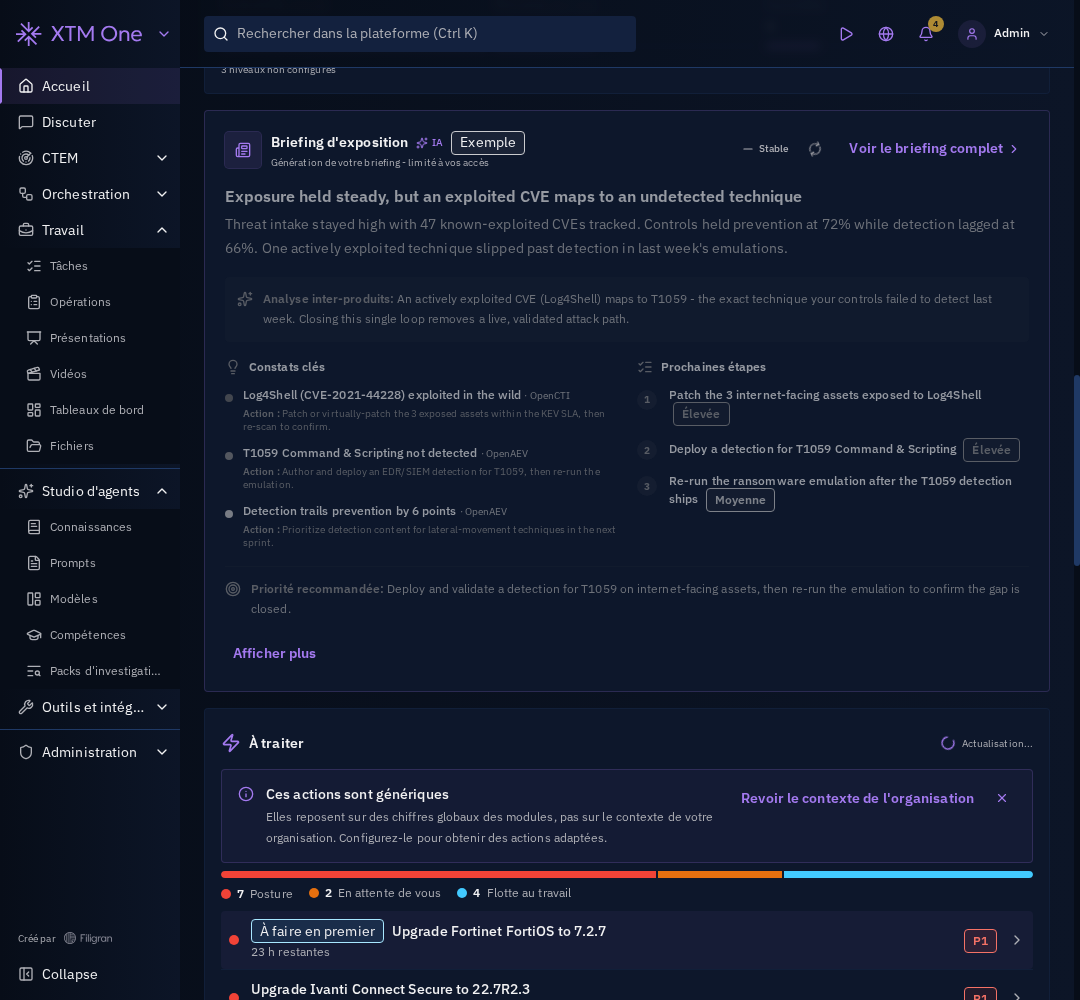 XTM One
Rechercher dans la plateforme (Ctrl K)
4
Admin
Accueil
Discuter
CTEM
Orchestration
Travail
Tâches
Opérations
Présentations
Vidéos
Tableaux de bord
Fichiers
Studio d'agents
Connaissances
Prompts
Modèles
Compétences
Packs d'investigati...
Outils et intég...
Administration
Créé par Filigran
Collapse
3 niveaux non configurés
Briefing d'exposition IA Exemple
Génération de votre briefing - limité à vos accès
Stable
Voir le briefing complet
Exposure held steady, but an exploited CVE maps to an undetected technique
Threat intake stayed high with 47 known-exploited CVEs tracked. Controls held prevention at 72% while detection lagged at
66%. One actively exploited technique slipped past detection in last week's emulations.
Analyse inter-produits: An actively exploited CVE (Log4Shell) maps to T1059 - the exact technique your controls failed to detect last
week. Closing this single loop removes a live, validated attack path.
Constats clés
Log4Shell (CVE-2021-44228) exploited in the wild · OpenCTI
Action : Patch or virtually-patch the 3 exposed assets within the KEV SLA, then
re-scan to confirm.
T1059 Command & Scripting not detected · OpenAEV
Action : Author and deploy an EDR/SIEM detection for T1059, then re-run the
emulation.
Detection trails prevention by 6 points · OpenAEV
Action : Prioritize detection content for lateral-movement techniques in the next
sprint.
Prochaines étapes
1 Patch the 3 internet-facing assets exposed to Log4Shell
Élevée
2 Deploy a detection for T1059 Command & Scripting Élevée
3 Re-run the ransomware emulation after the T1059 detection
ships Moyenne
Priorité recommandée: Deploy and validate a detection for T1059 on internet-facing assets, then re-run the emulation to confirm the gap is
closed.
Afficher plus
À traiter
Actualisation...
Ces actions sont génériques
Elles reposent sur des chiffres globaux des modules, pas sur le contexte de votre
organisation. Configurez-le pour obtenir des actions adaptées.
Revoir le contexte de l'organisation
7 Posture 2 En attente de vous 4 Flotte au travail
À faire en premier Upgrade Fortinet FortiOS to 7.2.7
23 h restantes
P1
Upgrade Ivanti Connect Secure to 22.7R2.3
P1